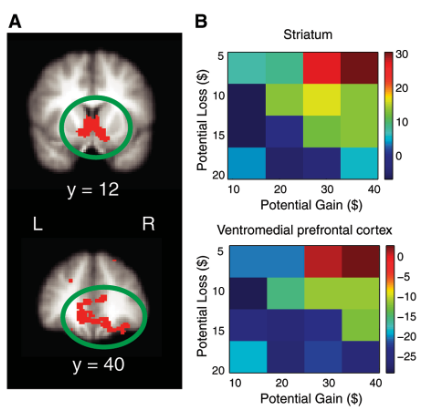 A
y = 12
L R
y = 40
B
Striatum
Potential Loss ($)
5
10
15
20
10 20 30 40
Potential Gain ($)
30
20
10
0
Ventromedial prefrontal cortex
Potential Loss ($)
5
10
15
20
10 20 30 40
Potential Gain ($)
0
−5
−10
−15
−20
−25